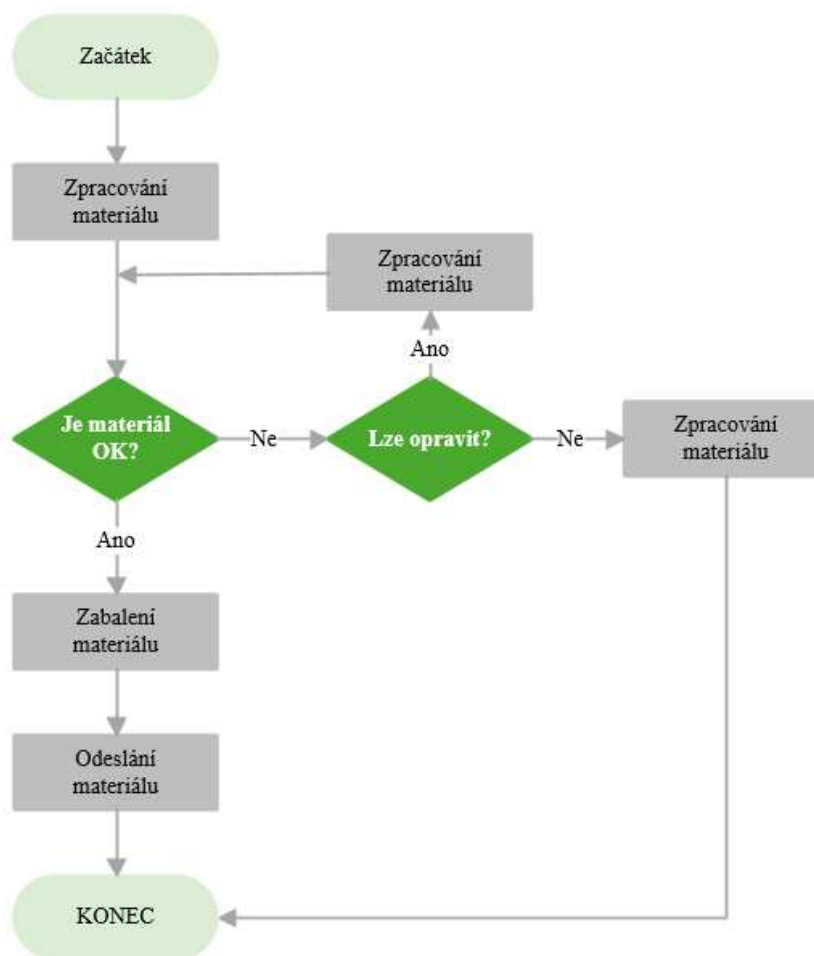 Začátek
Zpracování
materiálu
Zpracování
materiálu
Ano
Je materiál
OK?
Ne
Lze opravit?
Ne
Zpracování
materiálu
Ano
Zabalení
materiálu
Odeslání
materiálu
KONEC